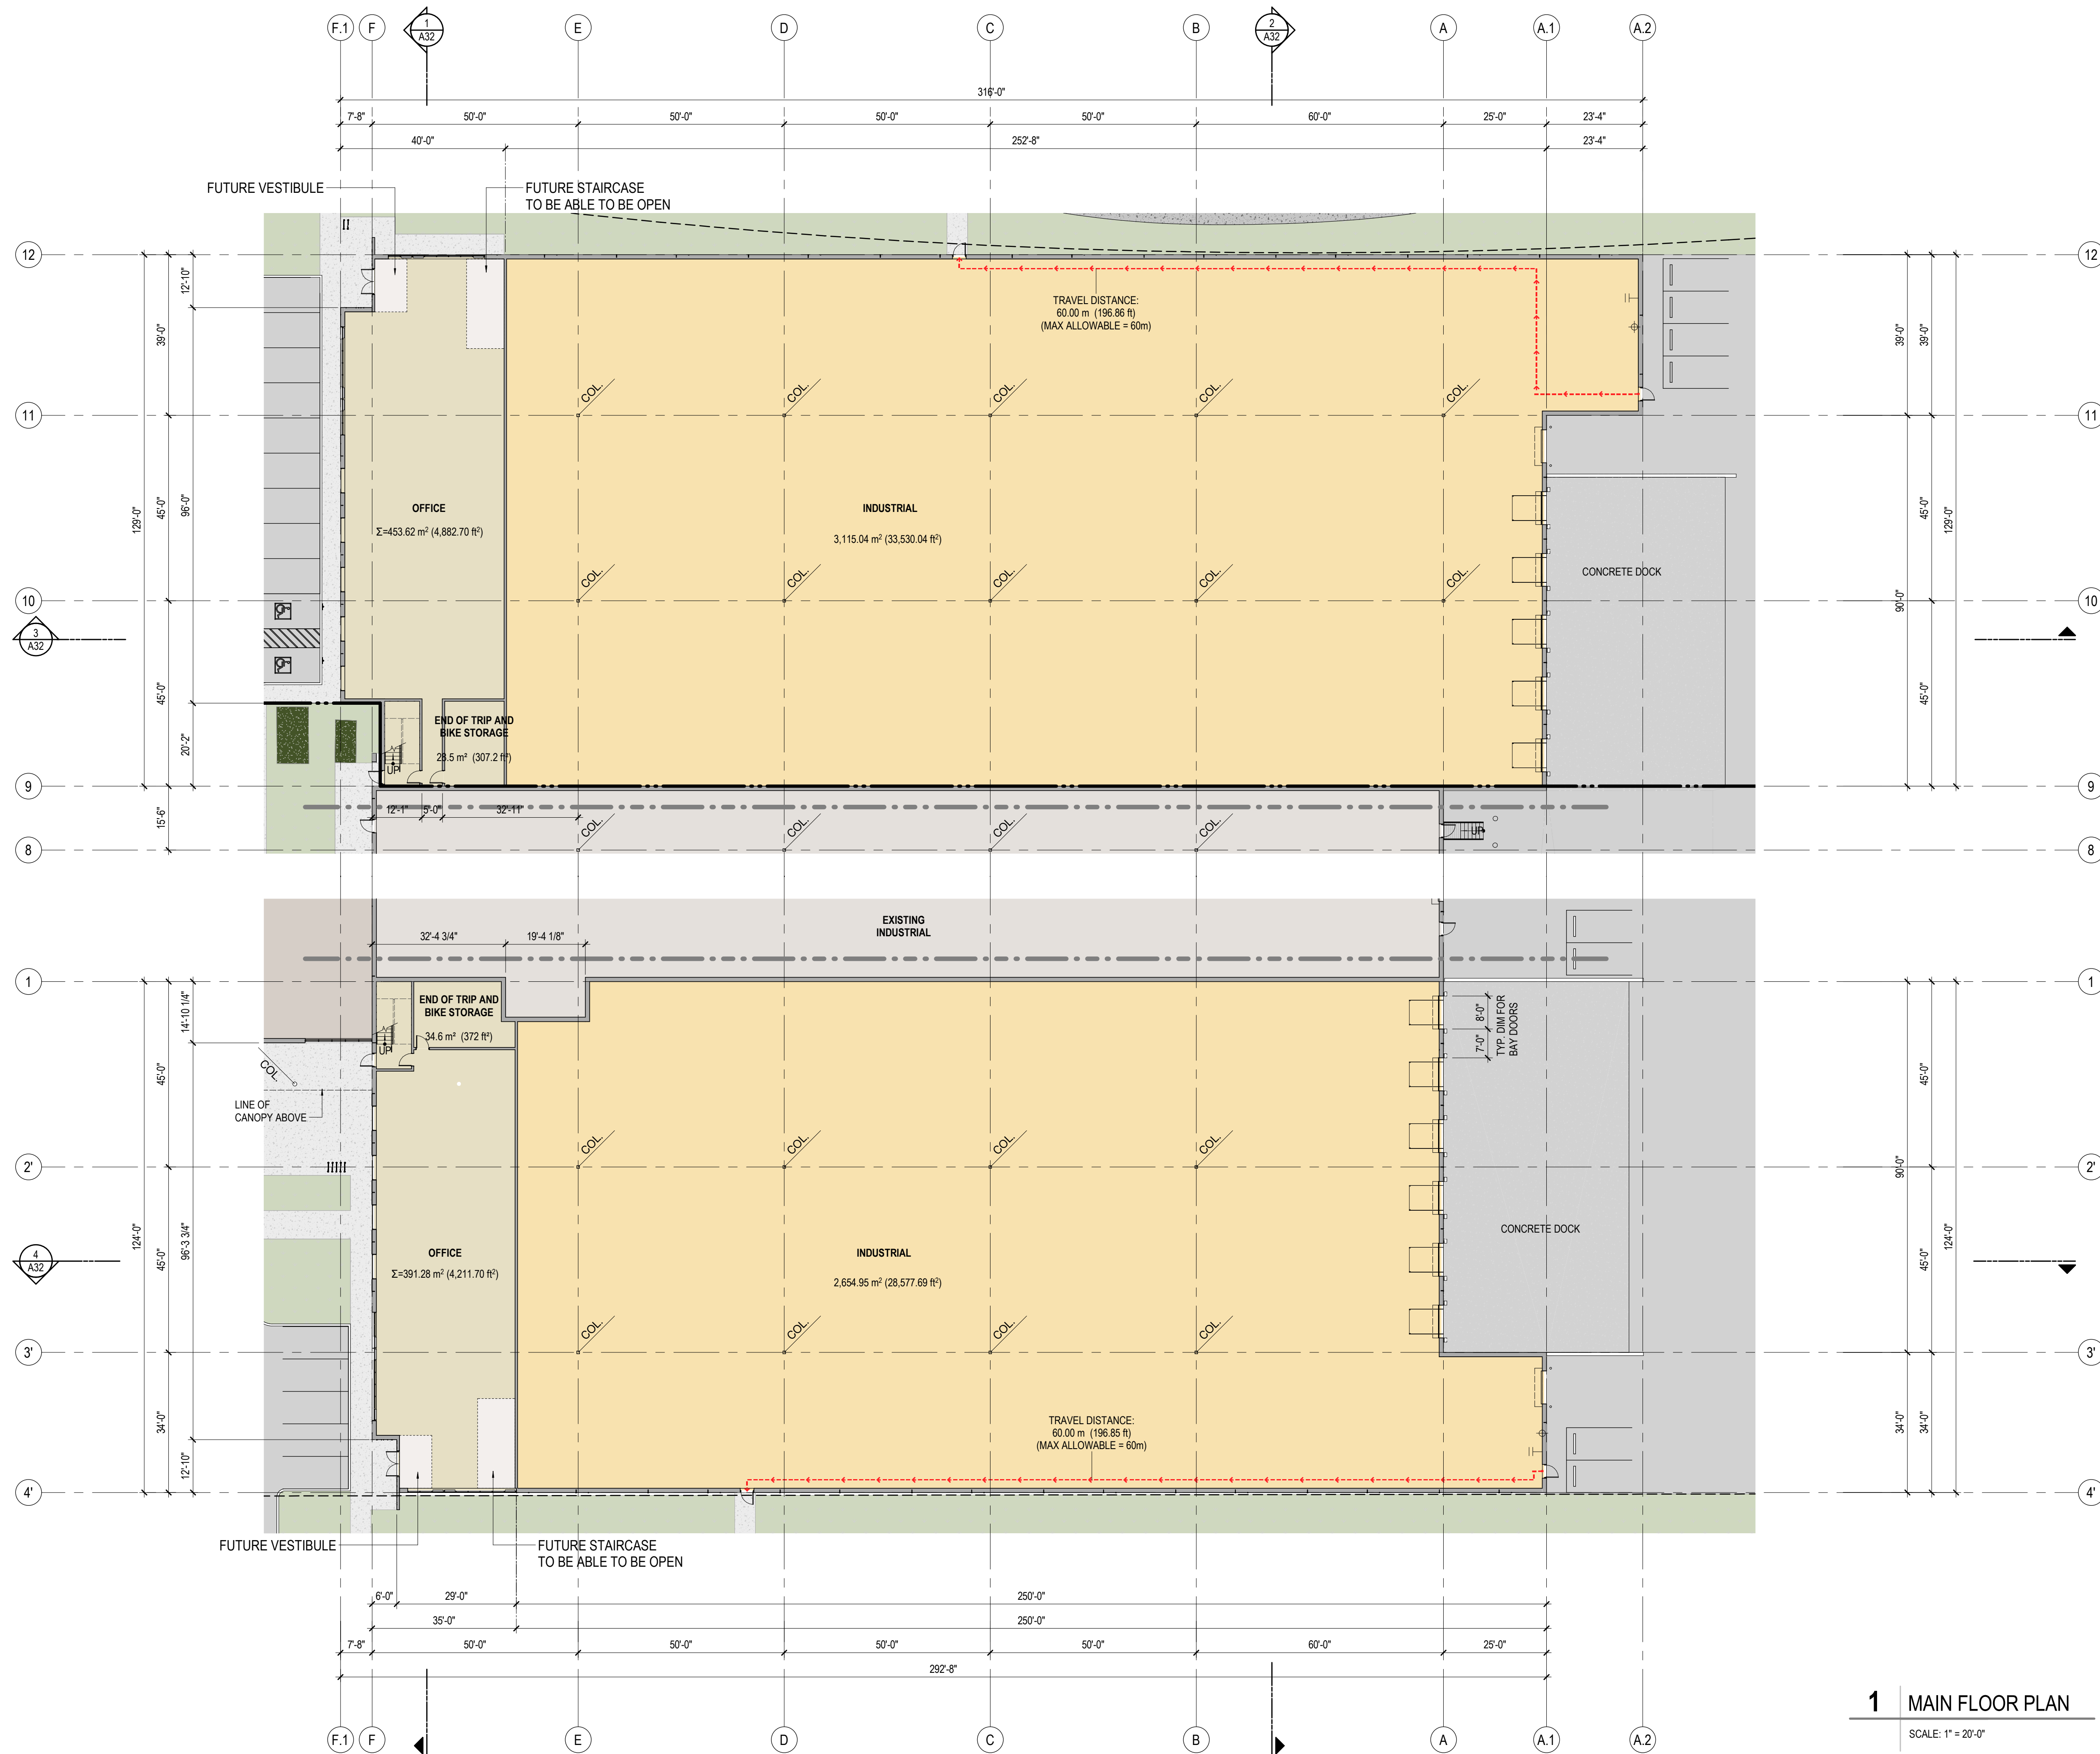 F.1 F 1 A32 E D C B 2 A32 A A.1 A.2
316'-0"
7'-8" 50'-0" 50'-0" 50'-0" 50'-0" 60'-0" 25'-0" 23'-4"
40'-0" 252'-8" 23'-4"
FUTURE VESTIBULE
FUTURE STAIRCASE
TO BE ABLE TO BE OPEN
12 12
12'-10"
39'-0" 39'-0" 39'-0"
TRAVEL DISTANCE:
60.00 m (196.86 ft)
(MAX ALLOWABLE = 60m)
COL. COL. COL. COL. COL.
11 11
129'-0" 45'-0" 96'-0"
OFFICE
Σ=453.62 m² (4,882.70 ft²)
INDUSTRIAL
3,115.04 m² (33,530.04 ft²)
45'-0" 129'-0"
CONCRETE DOCK
COL. COL. COL. COL. COL.
10 10
90'-0"
3
A32
45'-0" 45'-0"
20'-2"
END OF TRIP AND
BIKE STORAGE
28.5 m² (307.2 ft²)
UP
9 9
15'-6"
12'-1" 5'-0" 32'-11"
COL. COL. COL. COL.
UP
8 8
EXISTING
INDUSTRIAL
32'-4 3/4" 19'-4 1/8"
1 1
14'-10 1/4"
END OF TRIP AND
BIKE STORAGE
34.6 m² (372 ft²)
UP
8'-0"
7'-0"
TYP. DIM FOR
BAY DOORS
COL.
45'-0" 45'-0"
LINE OF
CANOPY ABOVE
COL. COL. COL. COL.
2' 2'
90'-0"
124'-0" 45'-0" 96'-3 3/4"
CONCRETE DOCK
45'-0" 124'-0"
4
A32
OFFICE
Σ=391.28 m² (4,211.70 ft²)
INDUSTRIAL
2,654.95 m² (28,577.69 ft²)
COL. COL. COL. COL.
3' 3'
34'-0" 34'-0" 34'-0"
12'-10"
TRAVEL DISTANCE:
60.00 m (196.85 ft)
(MAX ALLOWABLE = 60m)
4' 4'
FUTURE VESTIBULE
FUTURE STAIRCASE
TO BE ABLE TO BE OPEN
6'-0" 29'-0" 250'-0"
35'-0" 250'-0"
7'-8" 50'-0" 50'-0" 50'-0" 50'-0" 60'-0" 25'-0"
292'-8"
F.1 F E D C B A A.1 A.2
1 MAIN FLOOR PLAN
SCALE: 1" = 20'-0"